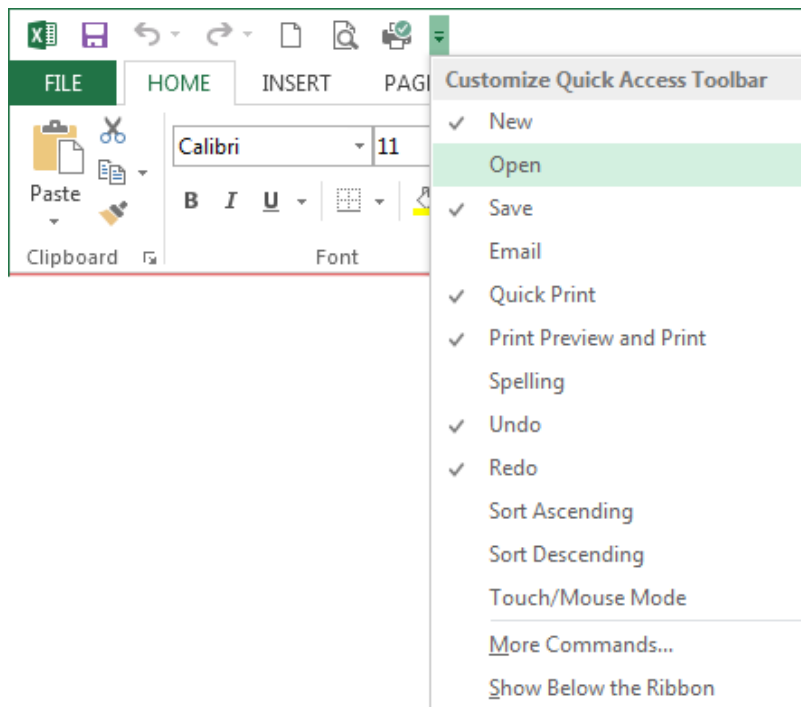 FILE HOME INSERT PAG
Calibri 11
Paste B I U
Clipboard Font
Customize Quick Access Toolbar
New
Open
Save
Email
Quick Print
Print Preview and Print
Spelling
Undo
Redo
Sort Ascending
Sort Descending
Touch/Mouse Mode
More Commands...
Show Below the Ribbon